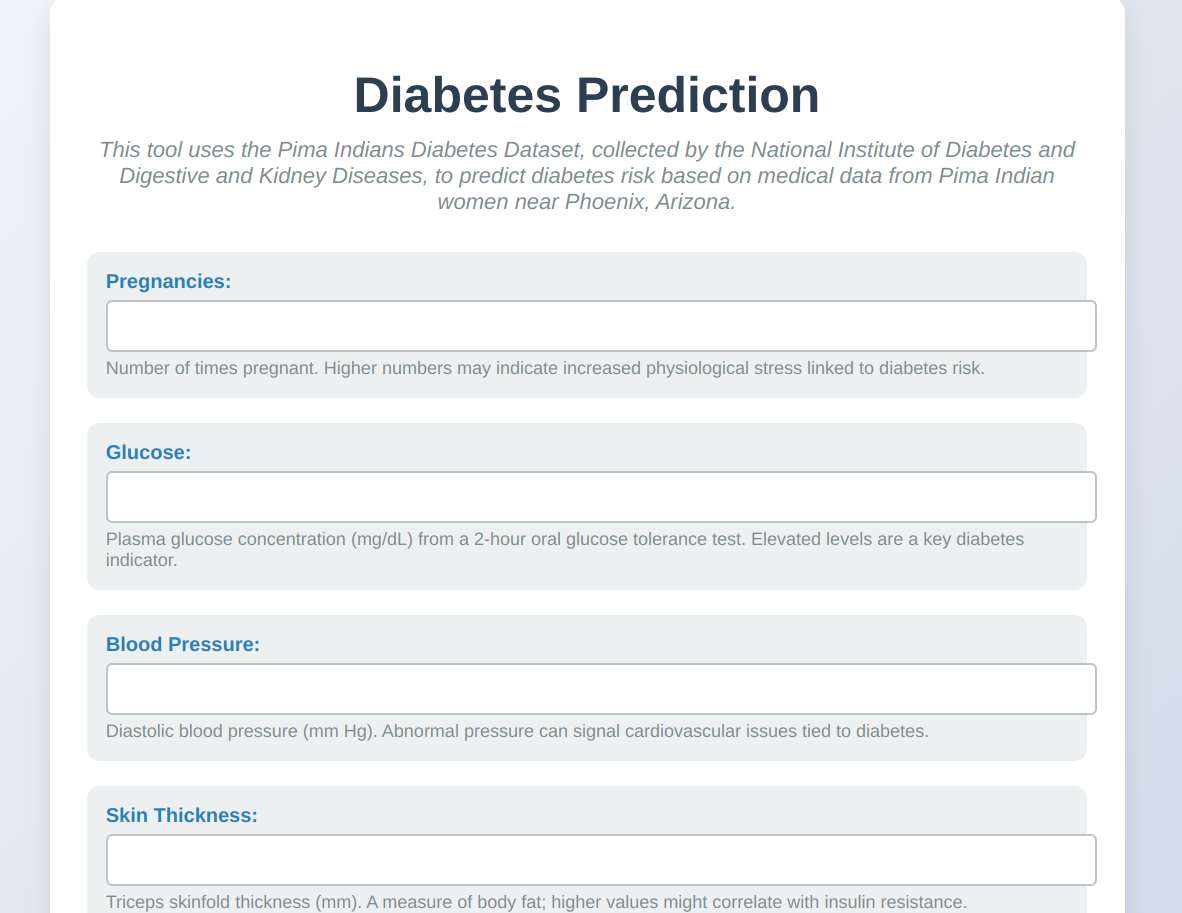 Diabetes Prediction
This tool uses the Pima Indians Diabetes Dataset, collected by the National Institute of Diabetes and
Digestive and Kidney Diseases, to predict diabetes risk based on medical data from Pima Indian
women near Phoenix, Arizona.
Pregnancies:
Number of times pregnant. Higher numbers may indicate increased physiological stress linked to diabetes risk.
Glucose:
Plasma glucose concentration (mg/dL) from a 2-hour oral glucose tolerance test. Elevated levels are a key diabetes
indicator.
Blood Pressure:
Diastolic blood pressure (mm Hg). Abnormal pressure can signal cardiovascular issues tied to diabetes.
Skin Thickness:
Triceps skinfold thickness (mm). A measure of body fat; higher values might correlate with insulin resistance.